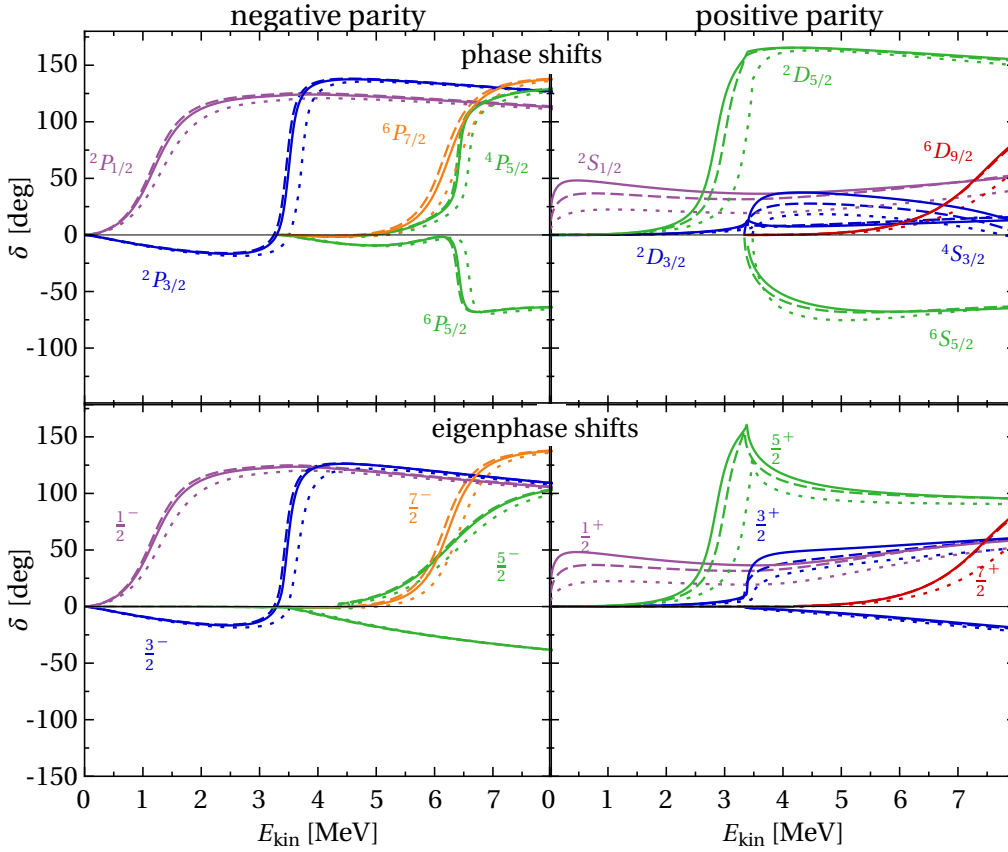 negative parity
positive parity
phase shifts
150
100
50
0
-50
-100
δ [deg]
²P₁/₂
²P₃/₂
⁶P₇/₂
⁴P₅/₂
⁶P₅/₂
²D₅/₂
²S₁/₂
⁶D₉/₂
²D₃/₂
⁴S₃/₂
⁶S₅/₂
eigenphase shifts
150
100
50
0
-50
-100
-150
δ [deg]
1/2⁻
3/2⁻
7/2⁻
5/2⁻
5/2⁺
3/2⁺
1/2⁺
7/2⁺
0 1 2 3 4 5 6 7 0 1 2 3 4 5 6 7
E_kin [MeV]
E_kin [MeV]